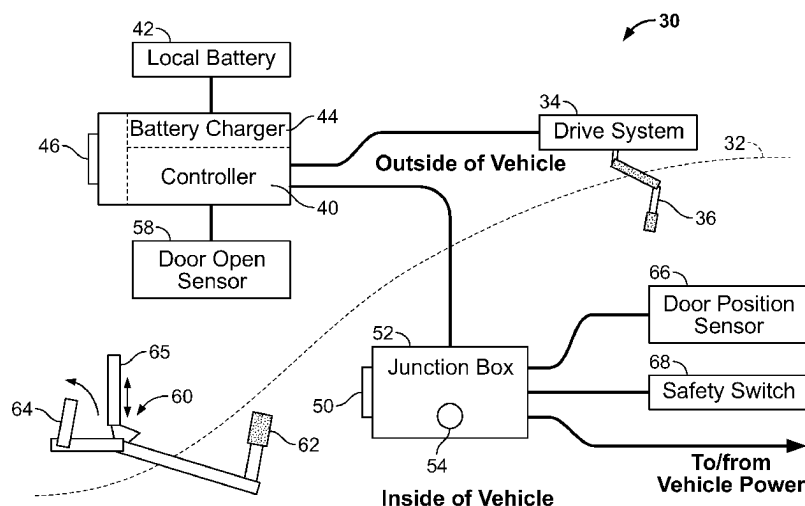 30
42
Local Battery
44
Battery Charger
46
Controller
40
58
Door Open
Sensor
34
Drive System
32
Outside of Vehicle
36
66
Door Position
Sensor
52
Junction Box
50
54
68
Safety Switch
65
64
60
62
To/from
Vehicle Power
Inside of Vehicle